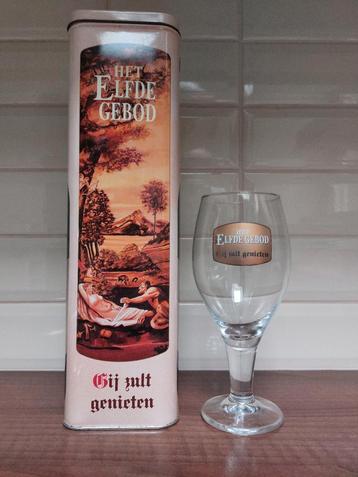 HET
ELFDE
GEBOD
Gij zult
genieten
HET
ELFDE GEBOD
Gij zult genieten